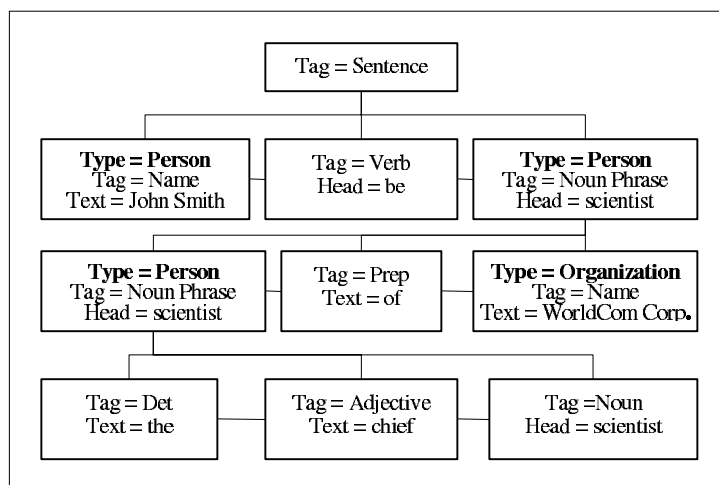 Tag = Sentence
Type = Person
Tag = Name
Text = John Smith
Tag = Verb
Head = be
Type = Person
Tag = Noun Phrase
Head = scientist
Type = Person
Tag = Noun Phrase
Head = scientist
Tag = Prep
Text = of
Type = Organization
Tag = Name
Text = WorldCom Corp.
Tag = Det
Text = the
Tag = Adjective
Text = chief
Tag =Noun
Head = scientist